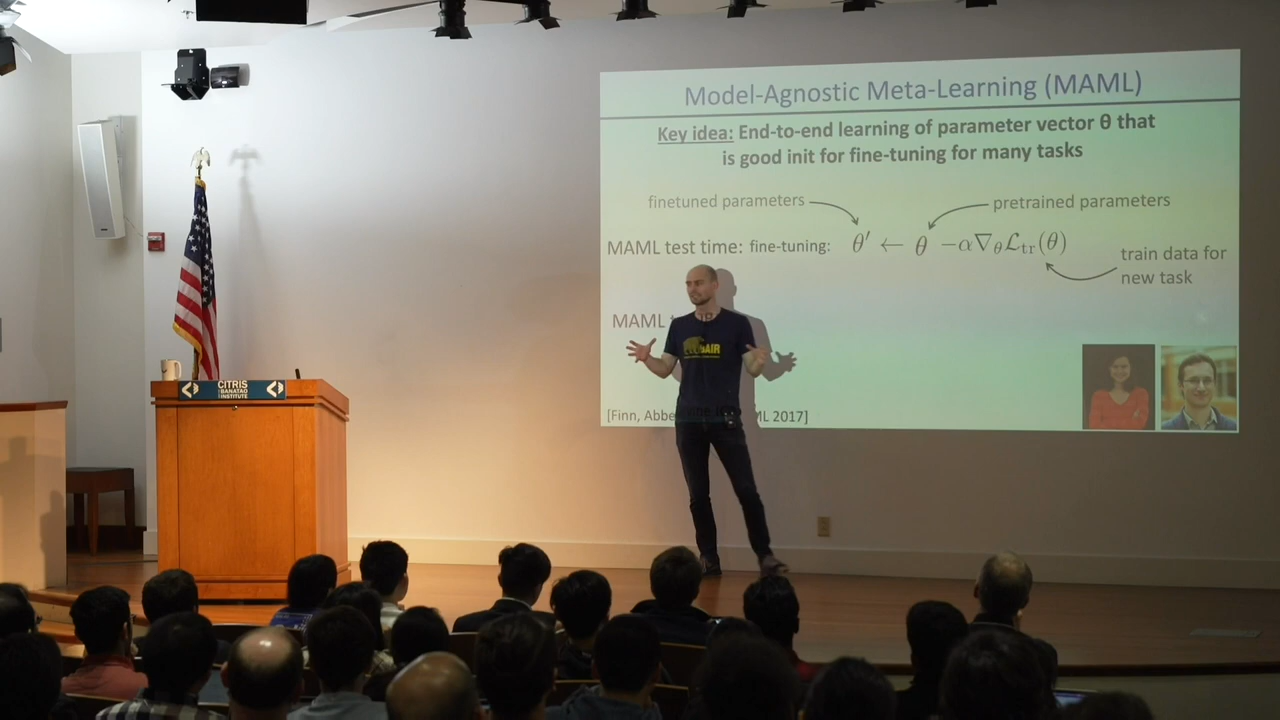 Model-Agnostic Meta-Learning (MAML)
Key idea: End-to-end learning of parameter vector θ that
is good init for fine-tuning for many tasks
finetuned parameters
pretrained parameters
MAML test time: fine-tuning: θ′ ← θ −α∇θℒtr(θ)
train data for
new task
MAML
BAIR
[Finn, Abbe ML 2017]
CITRIS
BANATAO
INSTITUTE